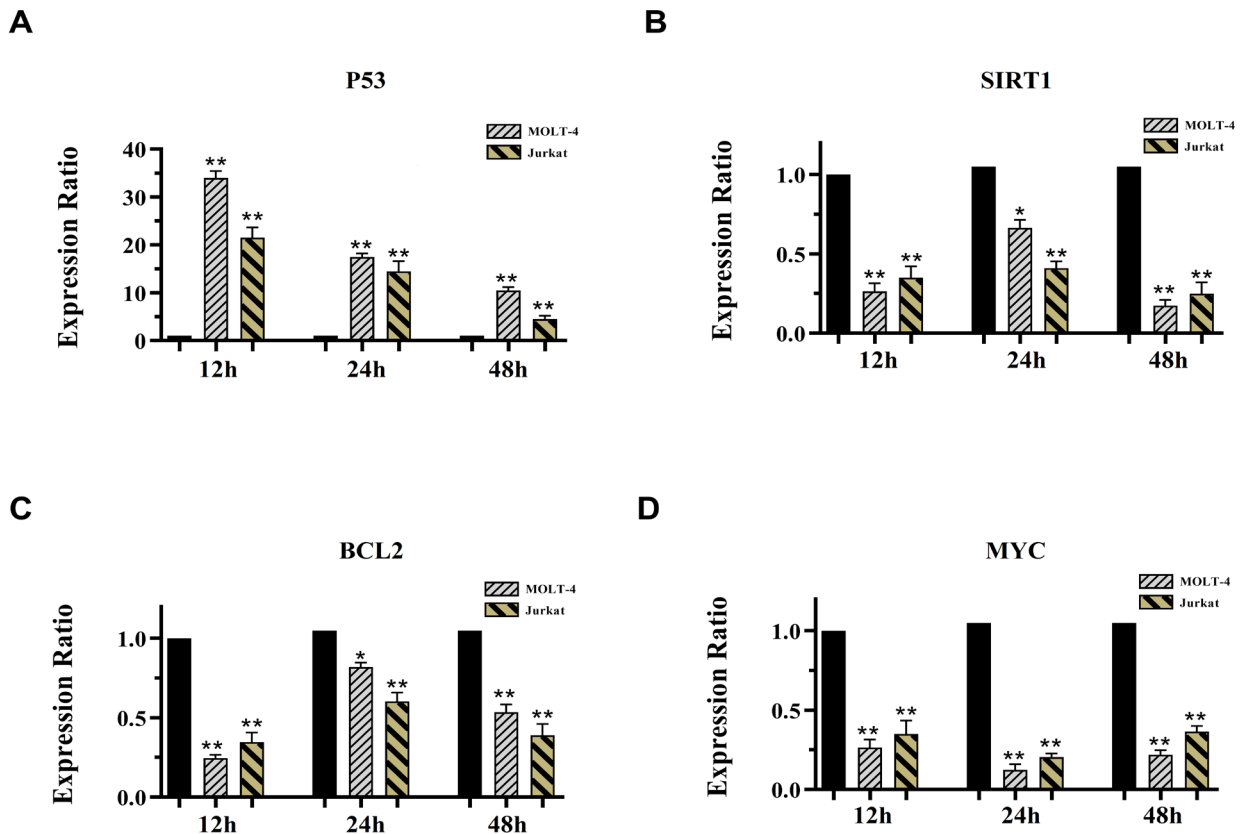 A
P53
MOLT-4
Jurkat
Expression Ratio
40
30
20
10
0
**
**
**
**
**
**
12h
24h
48h
B
SIRT1
MOLT-4
Jurkat
Expression Ratio
1.0
0.5
0.0
**
**
*
**
**
**
12h
24h
48h
C
BCL2
MOLT-4
Jurkat
Expression Ratio
1.0
0.5
0.0
**
**
*
**
**
**
12h
24h
48h
D
MYC
MOLT-4
Jurkat
Expression Ratio
1.0
0.5
0.0
**
**
**
**
**
**
12h
24h
48h